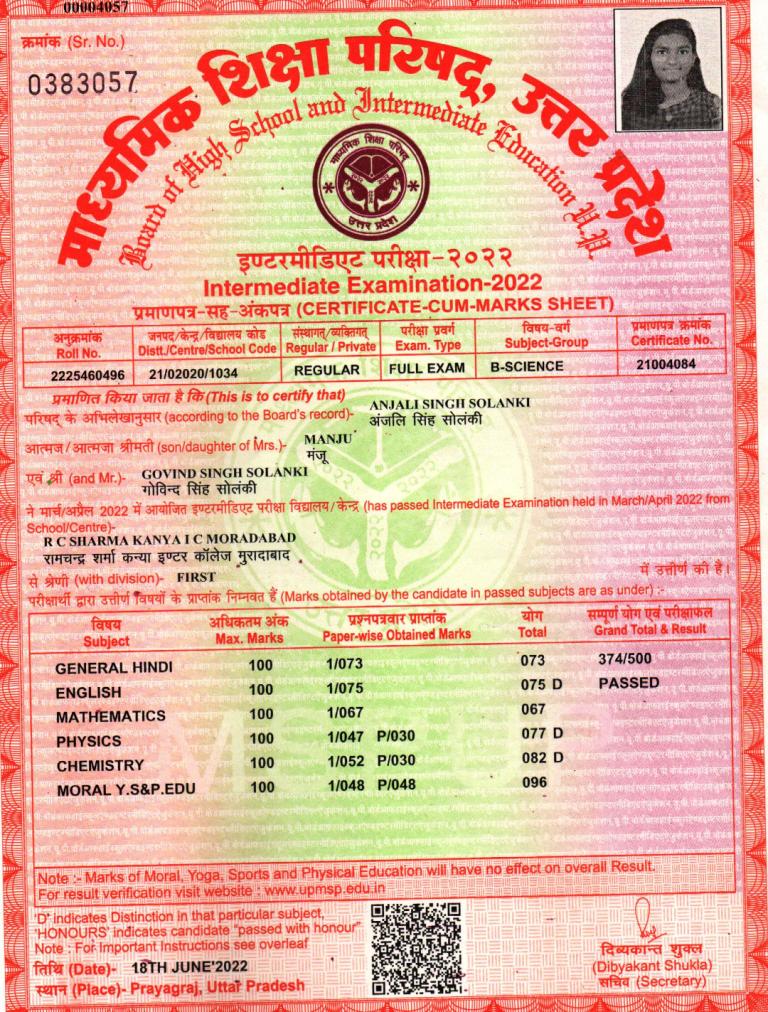 00004057
क्रमांक (Sr. No.)
0383057
माध्यमिक शिक्षा परिषद्, उत्तर प्रदेश
Board of High School and Intermediate Education U.P.
माध्यमिक शिक्षा परिषद्
उत्तर प्रदेश
इण्टरमीडिएट परीक्षा-२०२२
Intermediate Examination-2022
प्रमाणपत्र-सह-अंकपत्र (CERTIFICATE-CUM-MARKS SHEET)
अनुक्रमांक जनपद/केन्द्र/विद्यालय कोड संस्थागत/व्यक्तिगत परीक्षा प्रवर्ग विषय-वर्ग प्रमाणपत्र क्रमांक
Roll No. Distt./Centre/School Code Regular / Private Exam. Type Subject-Group Certificate No.
2225460496 21/02020/1034 REGULAR FULL EXAM B-SCIENCE 21004084
प्रमाणित किया जाता है कि (This is to certify that)
ANJALI SINGH SOLANKI
परिषद् के अभिलेखानुसार (according to the Board's record)- अंजलि सिंह सोलंकी
आत्मज/आत्मजा श्रीमती (son/daughter of Mrs.)- MANJU
मंजू
एवं श्री (and Mr.)- GOVIND SINGH SOLANKI
गोविन्द सिंह सोलंकी
ने मार्च/अप्रैल 2022 में आयोजित इण्टरमीडिएट परीक्षा विद्यालय/केन्द्र (has passed Intermediate Examination held in March/April 2022 from
School/Centre)-
R C SHARMA KANYA I C MORADABAD
रामचन्द्र शर्मा कन्या इण्टर कॉलेज मुरादाबाद
से श्रेणी (with division)- FIRST में उत्तीर्ण की है।
परीक्षार्थी द्वारा उत्तीर्ण विषयों के प्राप्तांक निम्नवत हैं (Marks obtained by the candidate in passed subjects are as under) :-
विषय अधिकतम अंक प्रश्नपत्रवार प्राप्तांक योग सम्पूर्ण योग एवं परीक्षाफल
Subject Max. Marks Paper-wise Obtained Marks Total Grand Total & Result
GENERAL HINDI 100 1/073 073 374/500
ENGLISH 100 1/075 075 D PASSED
MATHEMATICS 100 1/067 067
PHYSICS 100 1/047 P/030 077 D
CHEMISTRY 100 1/052 P/030 082 D
MORAL Y.S&P.EDU 100 1/048 P/048 096
Note :- Marks of Moral, Yoga, Sports and Physical Education will have no effect on overall Result.
For result verification visit website : www.upmsp.edu.in
'D' indicates Distinction in that particular subject,
'HONOURS' indicates candidate "passed with honour"
Note : For Important Instructions see overleaf
तिथि (Date)- 18TH JUNE'2022
स्थान (Place)- Prayagraj, Uttar Pradesh
दिब्यकान्त शुक्ल
(Dibyakant Shukla)
सचिव (Secretary)